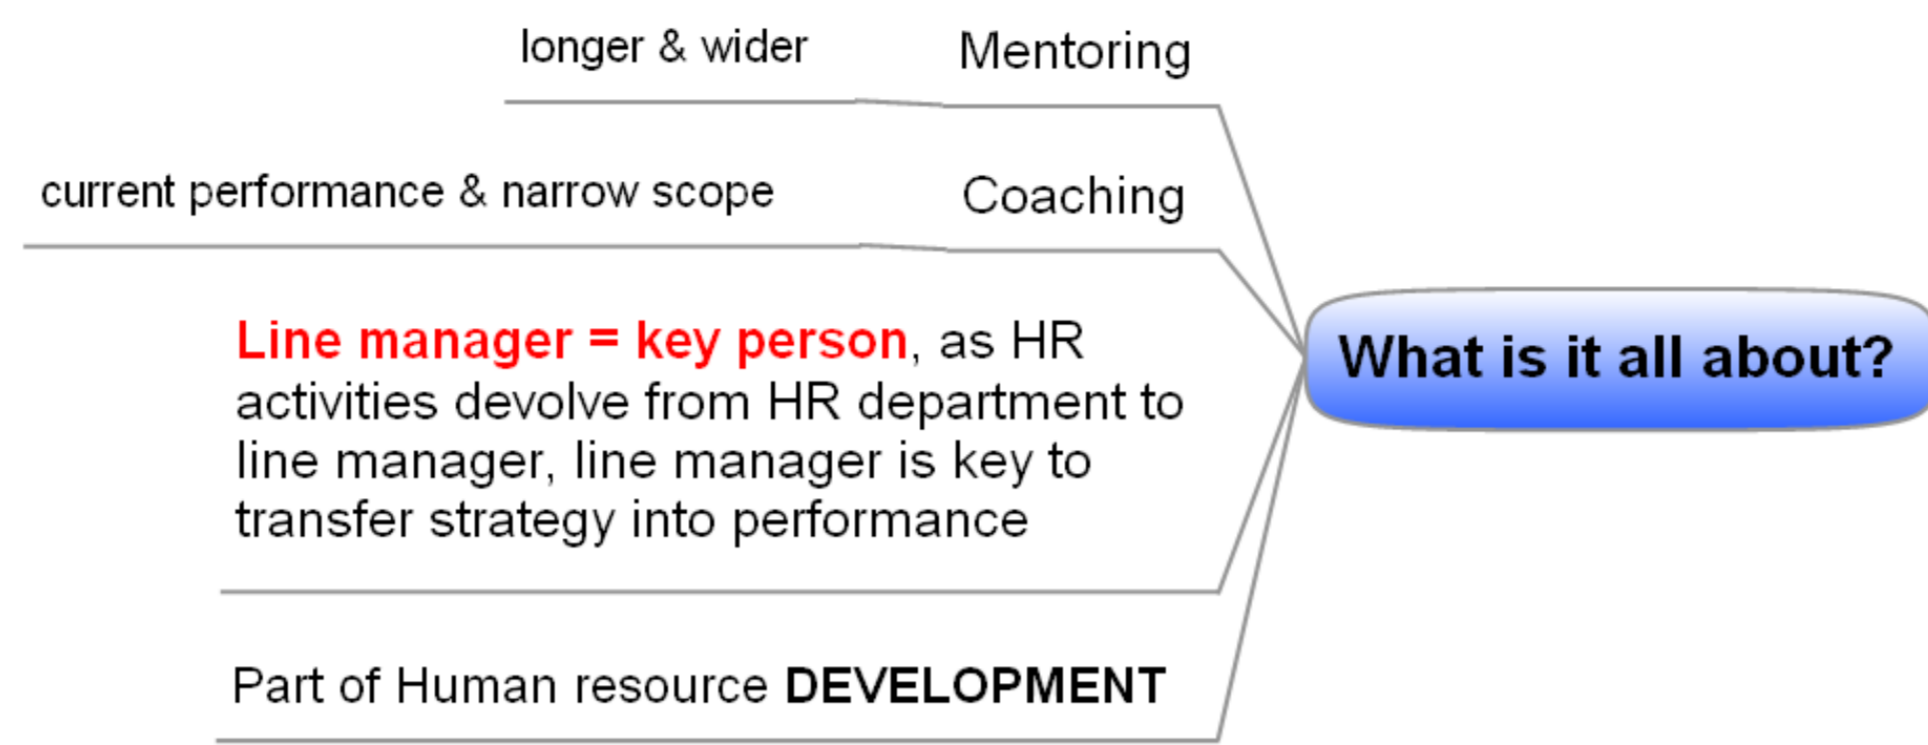 longer & wider
Mentoring
current performance & narrow scope
Coaching
Line manager = key person, as HR
activities devolve from HR department to
line manager, line manager is key to
transfer strategy into performance
What is it all about?
Part of Human resource DEVELOPMENT